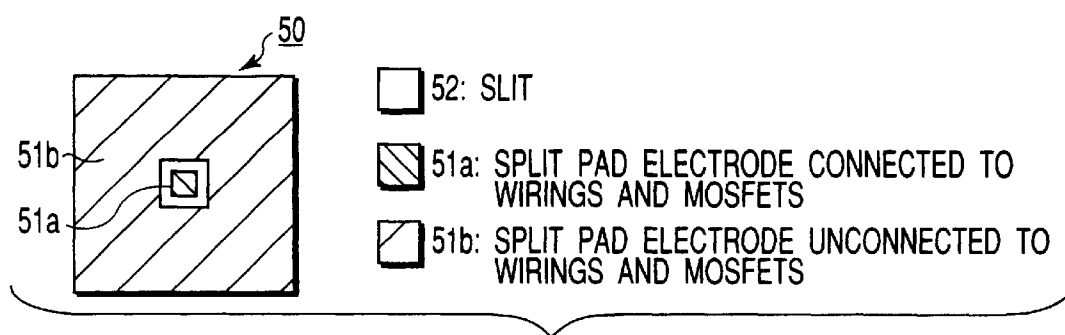 50
51b
51a
52: SLIT
51a: SPLIT PAD ELECTRODE CONNECTED TO
WIRINGS AND MOSFETS
51b: SPLIT PAD ELECTRODE UNCONNECTED TO
WIRINGS AND MOSFETS